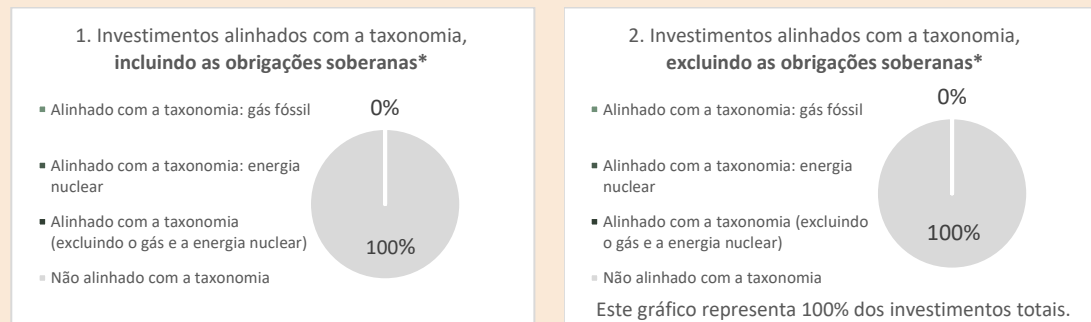 1. Investimentos alinhados com a taxonomia,
incluindo as obrigações soberanas*
Alinhado com a taxonomia: gás fóssil
0%
Alinhado com a taxonomia: energia
nuclear
Alinhado com a taxonomia
(excluindo o gás e a energia nuclear)
100%
Não alinhado com a taxonomia
2. Investimentos alinhados com a taxonomia,
excluindo as obrigações soberanas*
0%
Alinhado com a taxonomia: gás fóssil
Alinhado com a taxonomia: energia
nuclear
Alinhado com a taxonomia (excluindo
o gás e a energia nuclear)
100%
Não alinhado com a taxonomia
Este gráfico representa 100% dos investimentos totais.